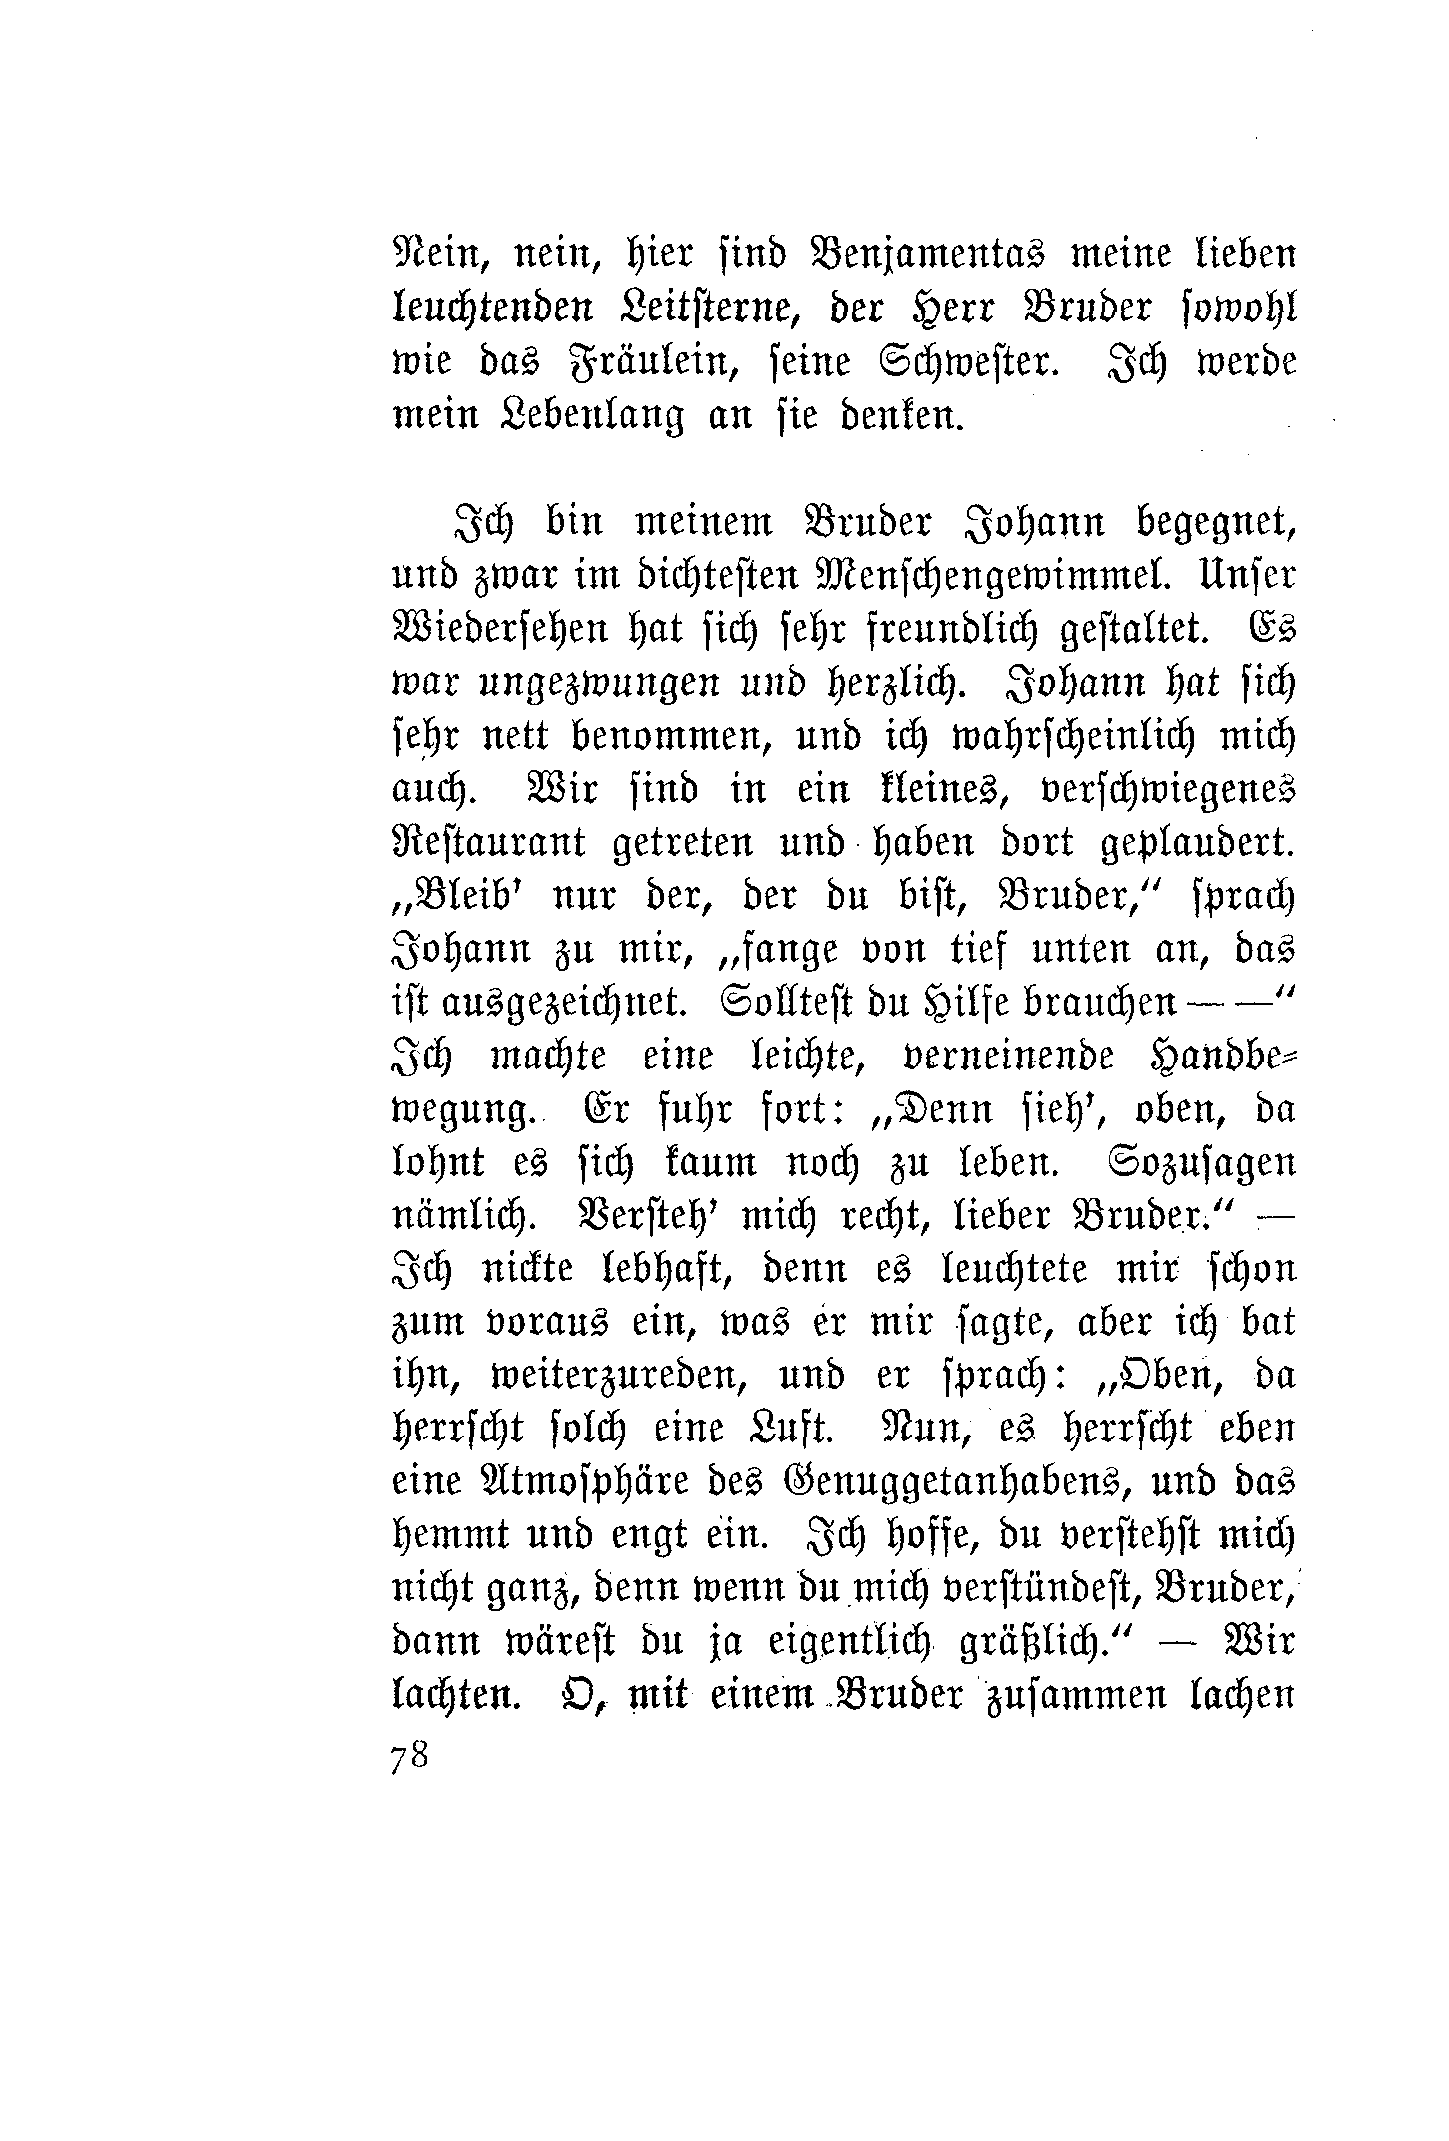 Nein, nein, hier sind Benjamentas meine lieben
leuchtenden Leitsterne, der Herr Bruder sowohl
wie das Fräulein, seine Schwester. Ich werde
mein Lebenlang an sie denken.
Ich bin meinem Bruder Johann begegnet,
und zwar im dichtesten Menschengewimmel. Unser
Wiedersehen hat sich sehr freundlich gestaltet. Es
war ungezwungen und herzlich. Johann hat sich
sehr nett benommen, und ich wahrscheinlich mich
auch. Wir sind in ein kleines, verschwiegenes
Restaurant getreten und haben dort geplaudert.
„Bleib' nur der, der du bist, Bruder,“ sprach
Johann zu mir, „fange von tief unten an, das
ist ausgezeichnet. Solltest du Hilfe brauchen — —“
Ich machte eine leichte, verneinende Handbe-
wegung. Er fuhr fort: „Denn sieh', oben, da
lohnt es sich kaum noch zu leben. Sozusagen
nämlich. Versteh' mich recht, lieber Bruder.“ —
Ich nickte lebhaft, denn es leuchtete mir schon
zum voraus ein, was er mir sagte, aber ich bat
ihn, weiterzureden, und er sprach: „Oben, da
herrscht solch eine Luft. Nun, es herrscht eben
eine Atmosphäre des Genuggetanhabens, und das
hemmt und engt ein. Ich hoffe, du verstehst mich
nicht ganz, denn wenn du mich verstündest, Bruder,
dann wärest du ja eigentlich gräßlich.“ — Wir
lachten. O, mit einem Bruder zusammen lachen
78